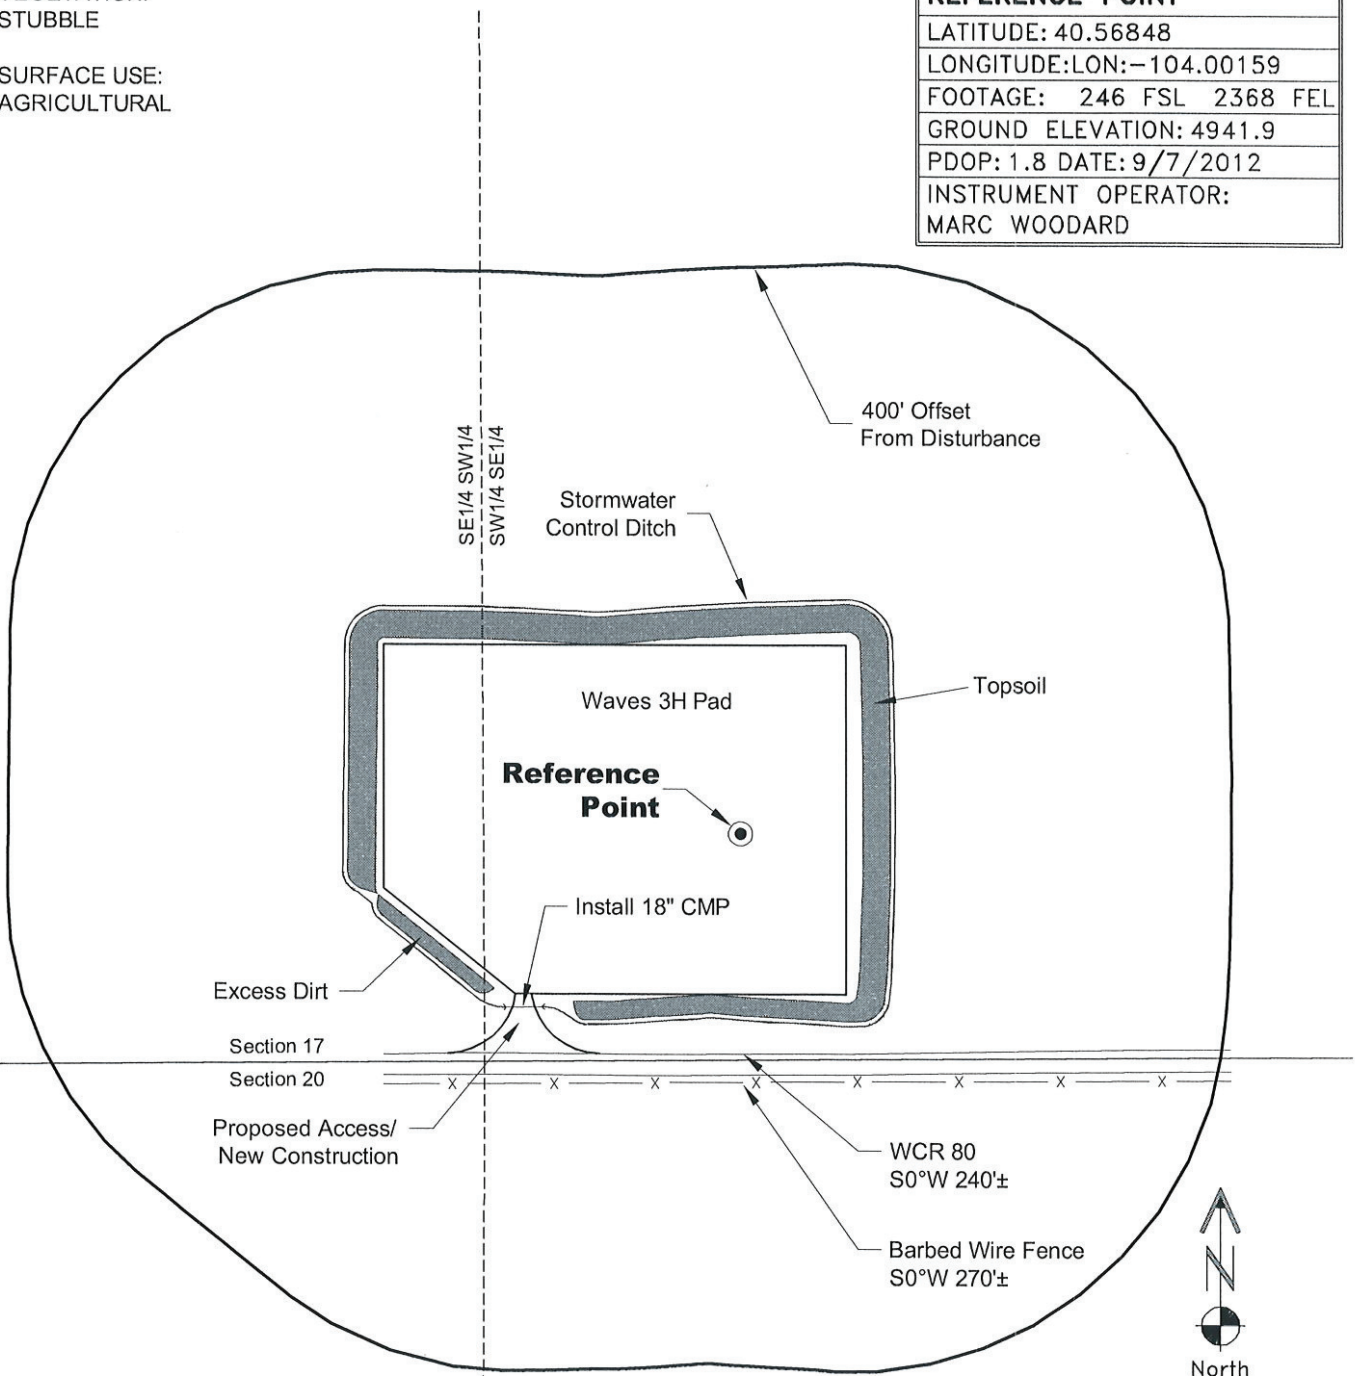 STUBBLE
SURFACE USE:
AGRICULTURAL
REFERENCE POINT
LATITUDE: 40.56848
LONGITUDE:LON:-104.00159
FOOTAGE: 246 FSL 2368 FEL
GROUND ELEVATION: 4941.9
PDOP: 1.8 DATE: 9/7/2012
INSTRUMENT OPERATOR:
MARC WOODARD
400' Offset
From Disturbance
SE1/4 SW1/4
SW1/4 SE1/4
Stormwater
Control Ditch
Waves 3H Pad
Topsoil
Reference
Point
Install 18" CMP
Excess Dirt
Section 17
Section 20
X X X X X X X X
Proposed Access/
New Construction
WCR 80
S0°W 240'±
Barbed Wire Fence
S0°W 270'±
N
North